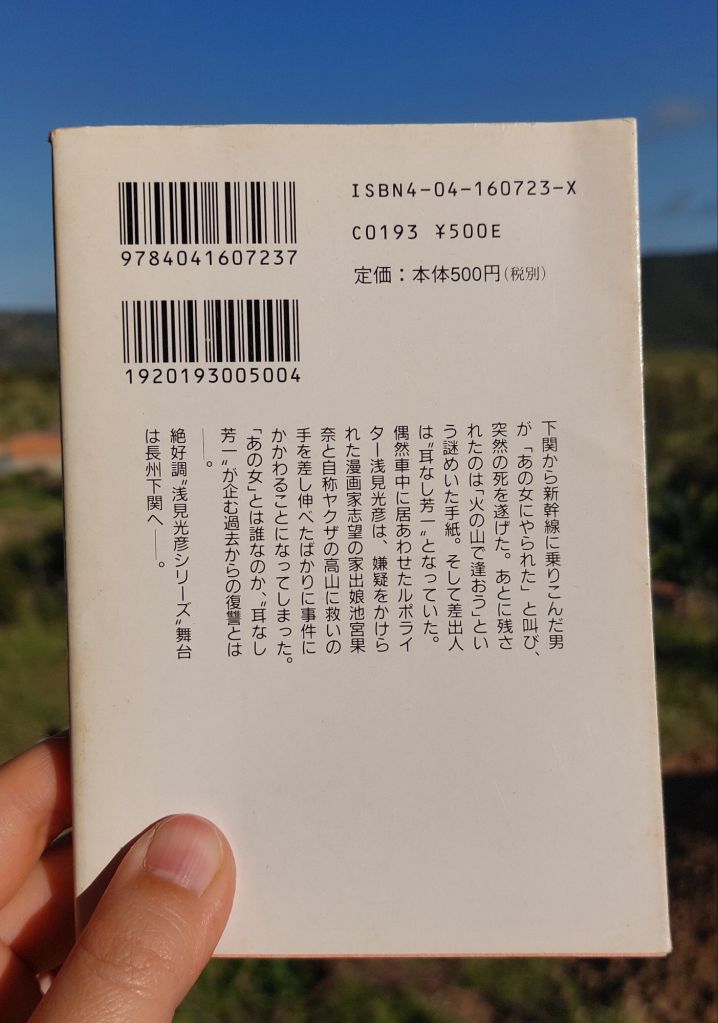 ISBN4-04-160723-X
C0193 ¥500E
定価：本体500円（税別）
9784041607237
1920193005004
下関から新幹線に乗りこんだ男
が「あの女にやられた」と叫び、
突然の死を遂げた。あとに残さ
れたのは「火の山で逢おう」とい
う謎めいた手紙。そして差出人
は〝耳なし芳一〟となっていた。
偶然車中に居あわせたルポライ
ター浅見光彦は、嫌疑をかけら
れた漫画家志望の家出娘池宮果
奈と自称ヤクザの高山に救いの
手を差し伸べたばかりに事件に
かかわることになってしまった。
「あの女」とは誰なのか、〝耳なし
芳一〟が企む過去からの復讐とは
――。
絶好調〝浅見光彦シリーズ〟舞台
は長州下関へ――。